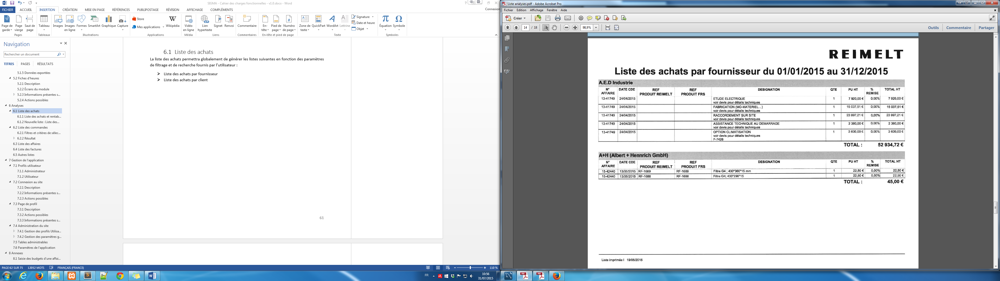 SIGMA - Cahier des charges fonctionnelles - v1.0.docx - Word
FICHIER ACCUEIL INSERTION CRÉATION MISE EN PAGE RÉFÉRENCES PUBLIPOSTAGE RÉVISION AFFICHAGE COMPLÉMENTS
Connexion
Page de garde Page vierge Saut de page
Tableau
Images Images en ligne Formes SmartArt Graphique Capture
Store
Mes applications
Wikipédia
Vidéo en ligne
Lien hypertexte Signet Renvoi
Commentaire
En-tête Pied de page Numéro de page
Zone de texte QuickPart WordArt Lettrine
Signature
Date et heure
Objet
Équation Symbole
Pages Tableaux Illustrations Applications Média Liens Commentaires En-tête et pied de page Texte Symboles
Navigation
Rechercher un document
TITRES PAGES RÉSULTATS
5.1.5 Données exportées
5.2 Fiches d'heures
5.2.1 Description
5.2.2 Écrans du module
5.2.3 Informations présentes s...
5.2.4 Actions possibles
6 Analyses
6.1 Liste des achats
6.1.1 Liste des achats et rentab...
6.1.2 Nouvelle liste : Liste des...
6.2 Liste des commandes
6.2.1 Filtres et critères de sélec...
6.2.2 Résultat
6.3 Liste des affaires
6.4 Liste des factures
6.5 Autres listes
7 Gestion de l'application
7.1 Profils utilisateur
7.1.1 Administrateur
7.1.2 Utilisateur
7.2 Connexion au site
7.2.1 Description
7.2.2 Informations présentes s...
7.2.3 Actions possibles
7.3 Page de profil
7.3.1 Description
7.3.2 Actions possibles
7.3.3 Informations présentes s...
7.4 Administration du site
7.4.1 Gestion des profils Utilisa...
7.4.2 Gestion des paramètres g...
7.5 Tables administrables
7.6 Paramètres de l'application
8 Annexes
8.1 Saisie des budgets d'une affai...
6.1 Liste des achats
La liste des achats permettra globalement de générer les listes suivantes en fonction des paramètres
de filtrage et de recherche fournis par l'utilisateur :
Liste des achats par fournisseur
Liste des achats par client
61
PAGE 62 SUR 75 12052 MOTS FRANÇAIS (FRANCE)
110 %
FR
10:56
31/07/2015
Liste analyses.pdf - Adobe Acrobat Pro
Fichier Edition Affichage Fenêtre Aide
Créer
14 / 18 98,9%
Outils Commentaire Partager
REIMELT
Liste des achats par fournisseur du 01/01/2015 au 31/12/2015
A.E.D Industrie
N° AFFAIRE DATE CDE REF PRODUIT REIMELT REF PRODUIT FRS DESIGNATION QTE PU HT % REMISE TOTAL HT
13-41749 24/04/2015 ETUDE ELECTRIQUE 1 7 920,00 € 0.00% 7 920,00 €
voir devis pour détails techniques
13-41749 24/04/2015 FABRICATION (MO-MATERIEL...) 1 15 037,51 € 0,00% 15 037,51 €
voir devis pour détails techniques
13-41749 24/04/2015 RACCORDEMENT SUR SITE 1 23 997,21 € 0,00% 23 997,21 €
voir devis pour détails techniques
13-41749 24/04/2015 ASSISTANCE TECHNIQUE AU DEMARRAGE 1 2 380,00 € 0,00% 2 380,00 €
voir devis pour détails techniques
13-41749 24/04/2015 OPTION CLIMATISATION 1 3 600,00 € 0,00% 3 600,00 €
voir devis pour détails techniques
F-7426
TOTAL : 52 934,72 €
A+H (Albert + Hennrich GmbH)
N° AFFAIRE DATE CDE REF PRODUIT REIMELT REF PRODUIT FRS DESIGNATION QTE PU HT % REMISE TOTAL HT
15-42440 13/05/2015 RF-1689 RF-1689 Filtre G4 ; 430*360*15 mm 1 22,50 € 0,00% 22,50 €
15-42440 13/05/2015 RF-1688 RF-1688 Filtre G4; 430*290*15 1 22,50 € 0,00% 22,50 €
TOTAL : 45,00 €
Liste imprimée l 19/05/2015